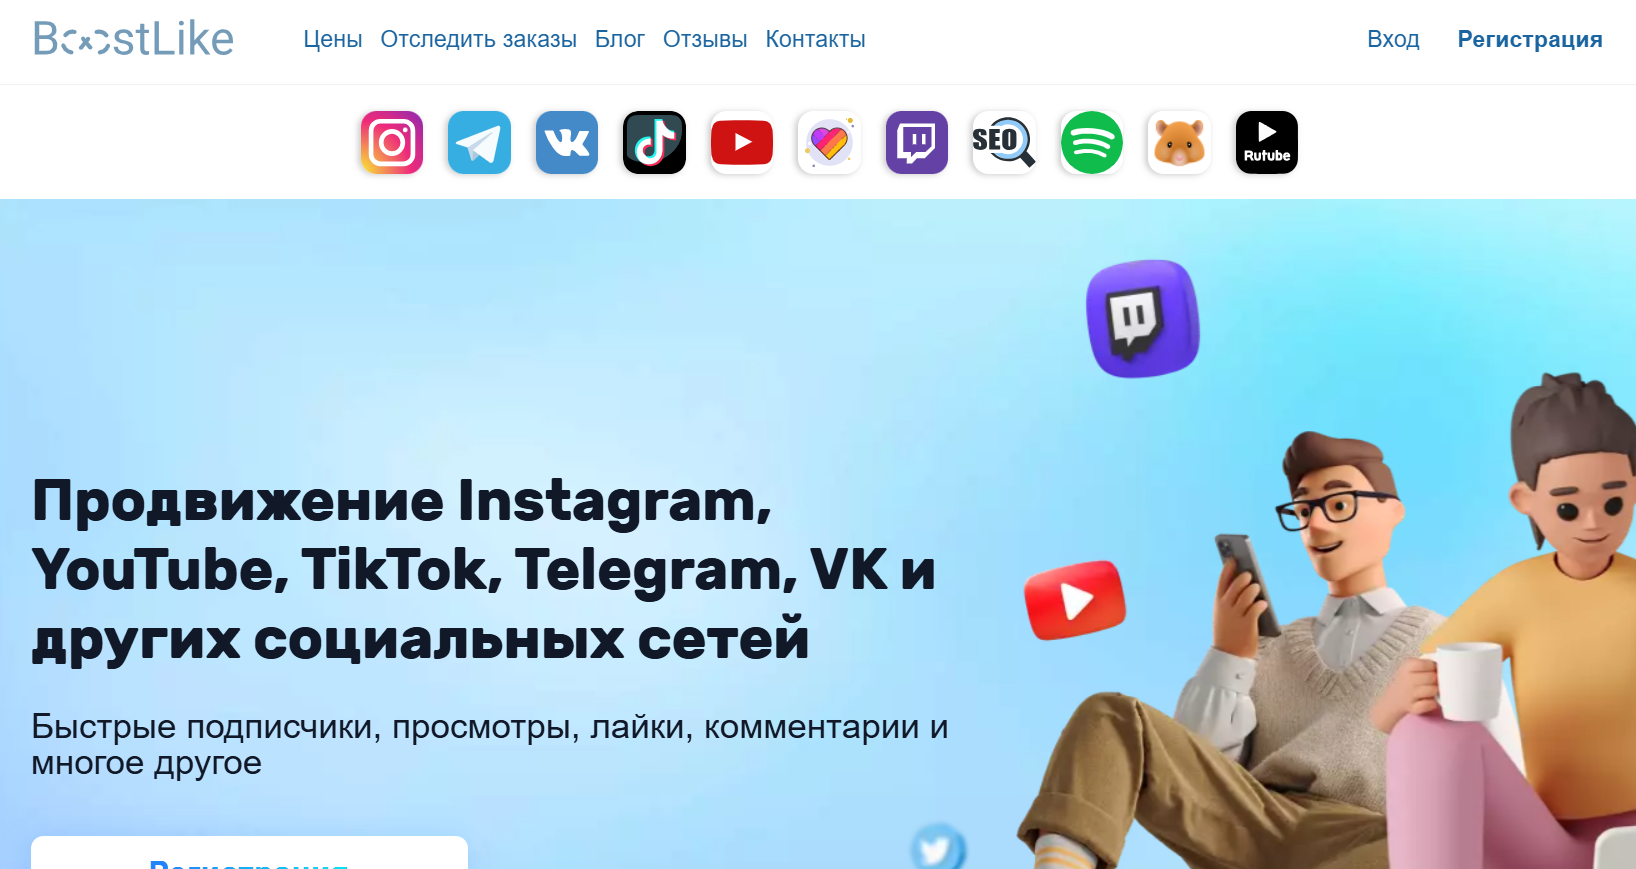 BoostLike
Цены Отследить заказы Блог Отзывы Контакты
Вход Регистрация
SEO
Rutube
Продвижение Instagram,
YouTube, TikTok, Telegram, VK и
других социальных сетей
Быстрые подписчики, просмотры, лайки, комментарии и
многое другое
Регистрация